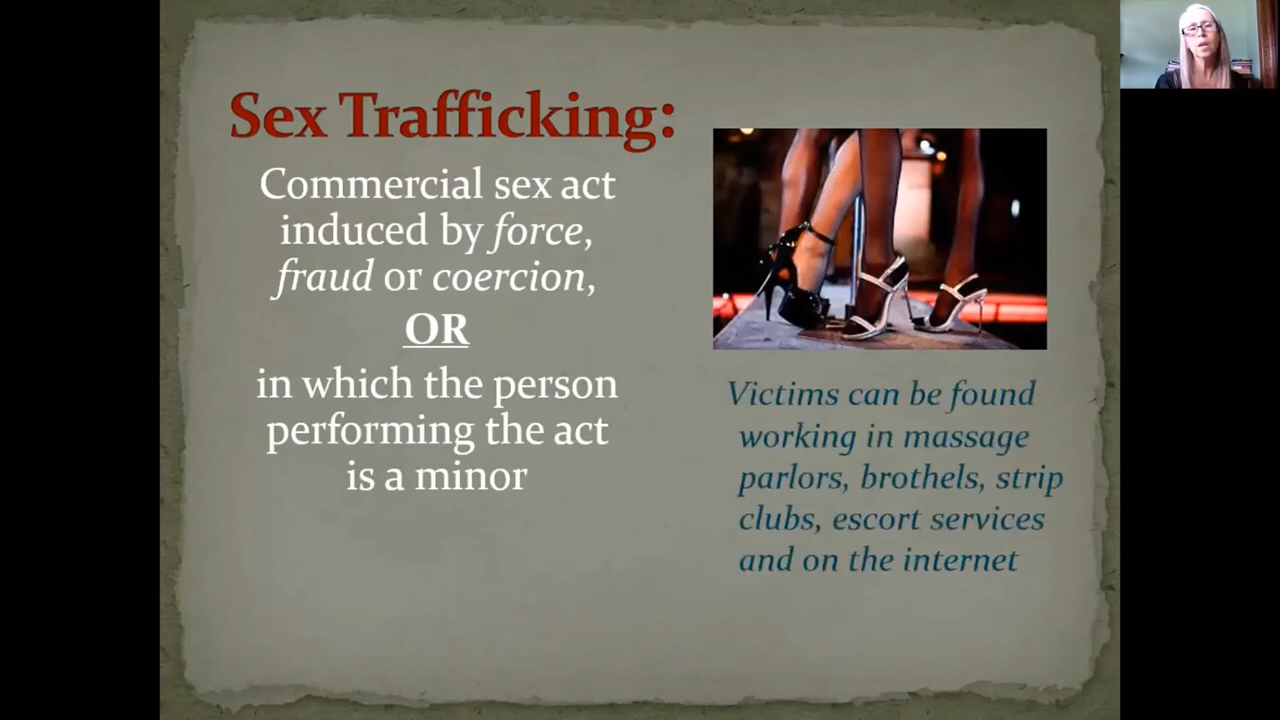 Sex Trafficking:
Commercial sex act
induced by force,
fraud or coercion,
OR
in which the person
performing the act
is a minor
Victims can be found
working in massage
parlors, brothels, strip
clubs, escort services
and on the internet